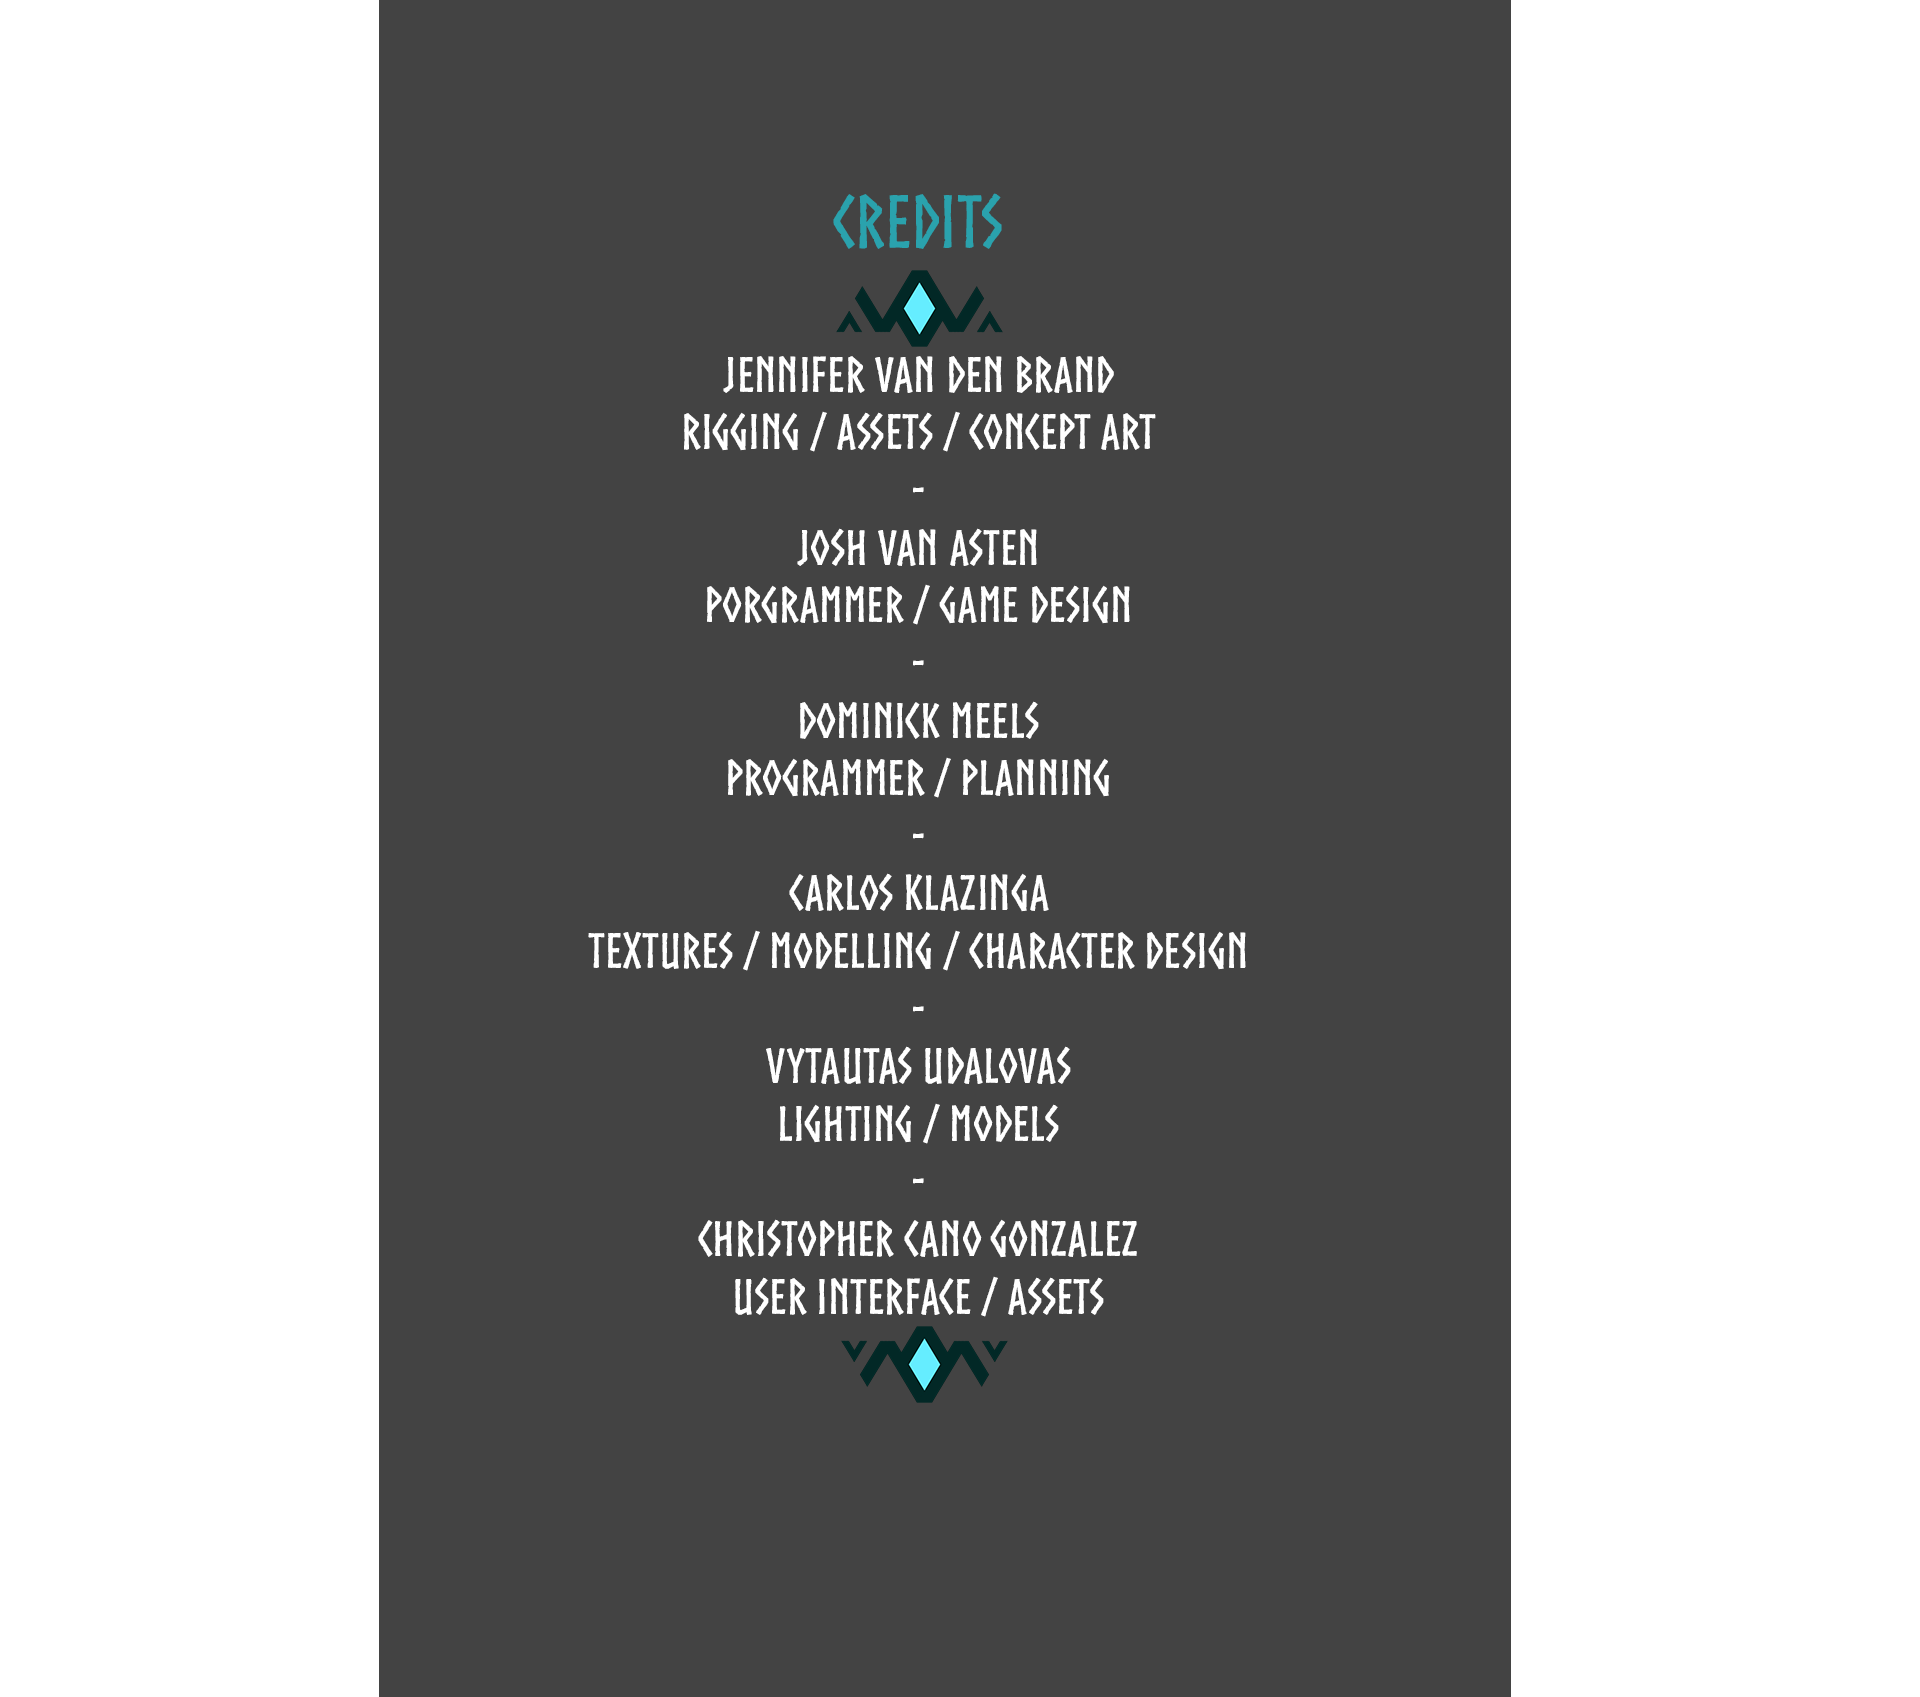 CREDITS
JENNIFER VAN DEN BRAND
RIGGING / ASSETS / CONCEPT ART
-
JOSH VAN ASTEN
PORGRAMMER / GAME DESIGN
-
DOMINICK MEELS
PROGRAMMER / PLANNING
-
CARLOS KLAZINGA
TEXTURES / MODELLING / CHARACTER DESIGN
-
VYTAUTAS UDALOVAS
LIGHTING / MODELS
-
CHRISTOPHER CANO GONZALEZ
USER INTERFACE / ASSETS